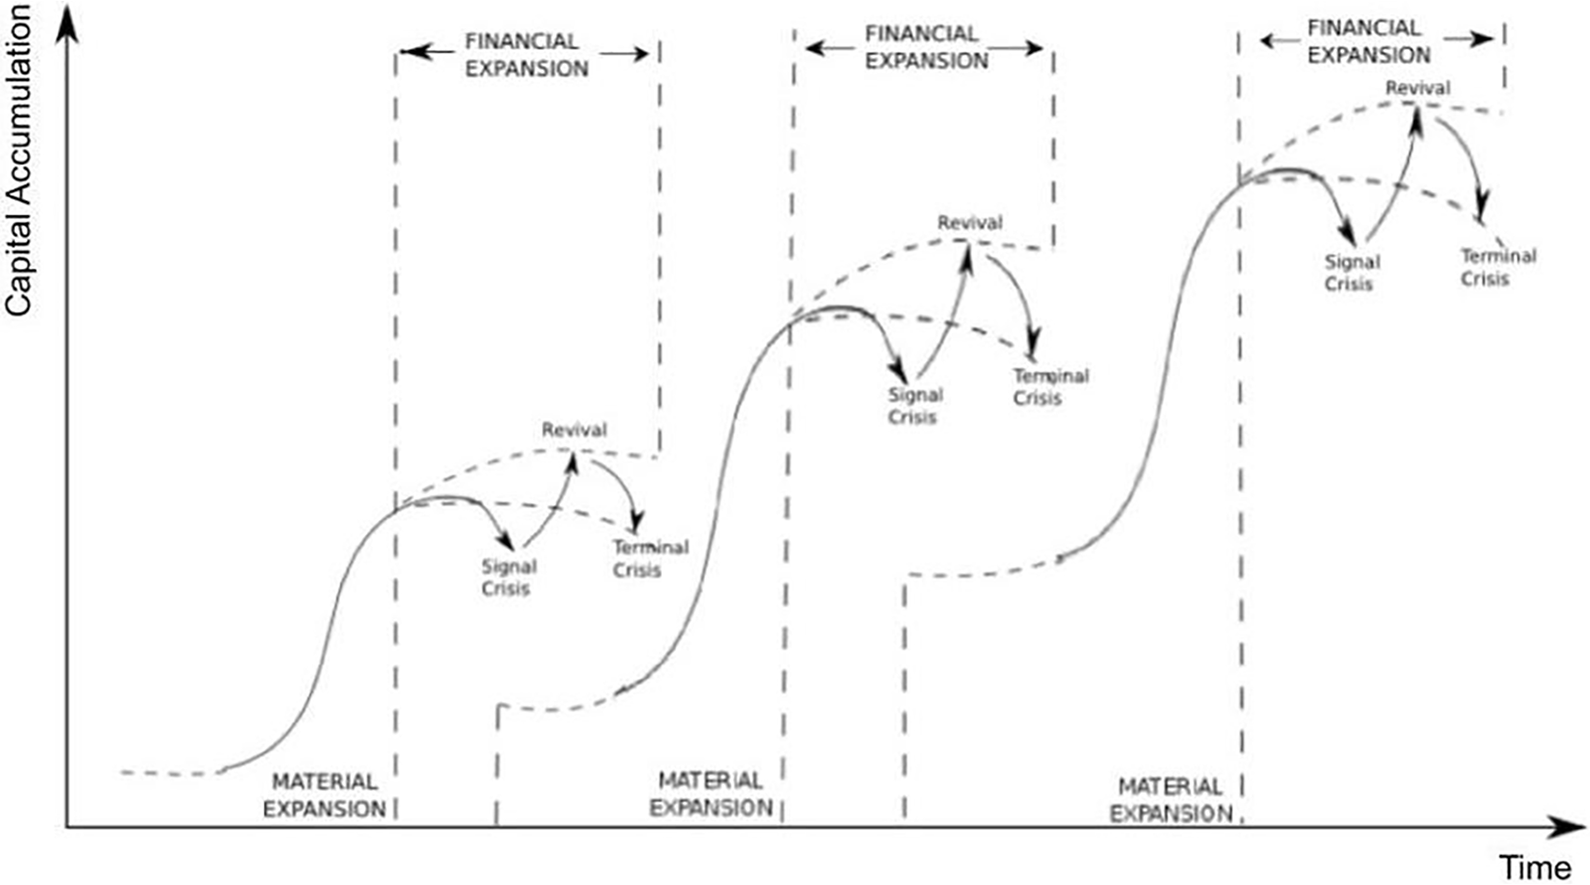 Capital Accumulation
FINANCIAL
EXPANSION
FINANCIAL
EXPANSION
FINANCIAL
EXPANSION
Revival
Signal
Crisis
Terminal
Crisis
Revival
Signal
Crisis
Terminal
Crisis
Revival
Signal
Crisis
Terminal
Crisis
MATERIAL
EXPANSION
MATERIAL
EXPANSION
MATERIAL
EXPANSION
Time